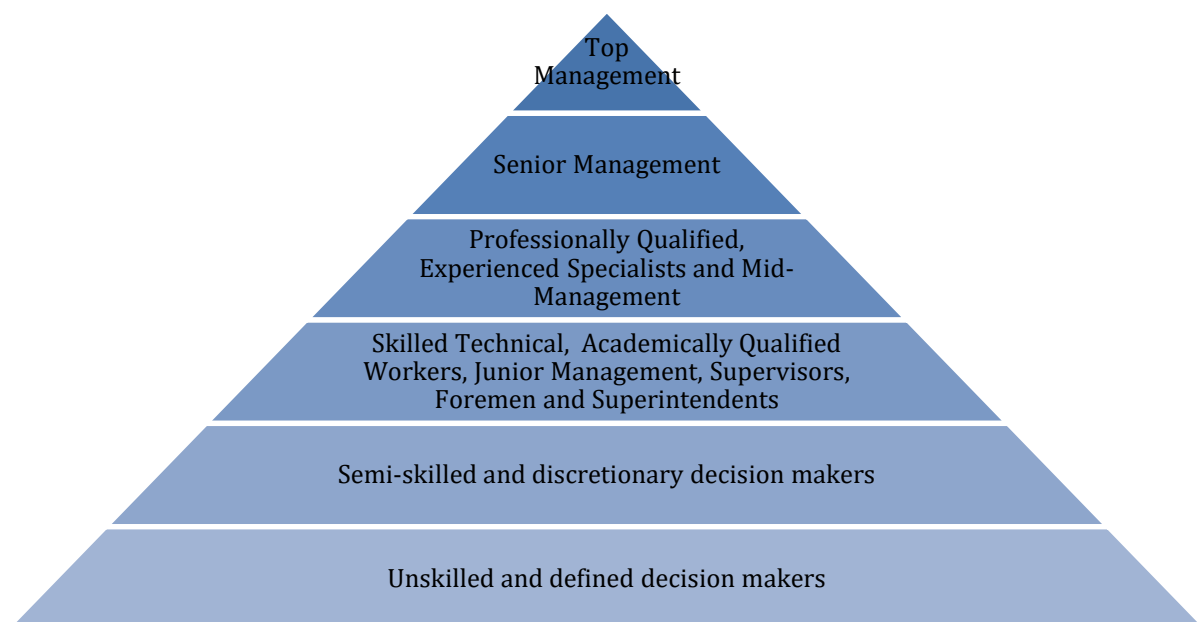 Top
Management
Senior Management
Professionally Qualified,
Experienced Specialists and Mid-
Management
Skilled Technical,  Academically Qualified
Workers, Junior Management, Supervisors,
Foremen and Superintendents
Semi-skilled and discretionary decision makers
Unskilled and defined decision makers